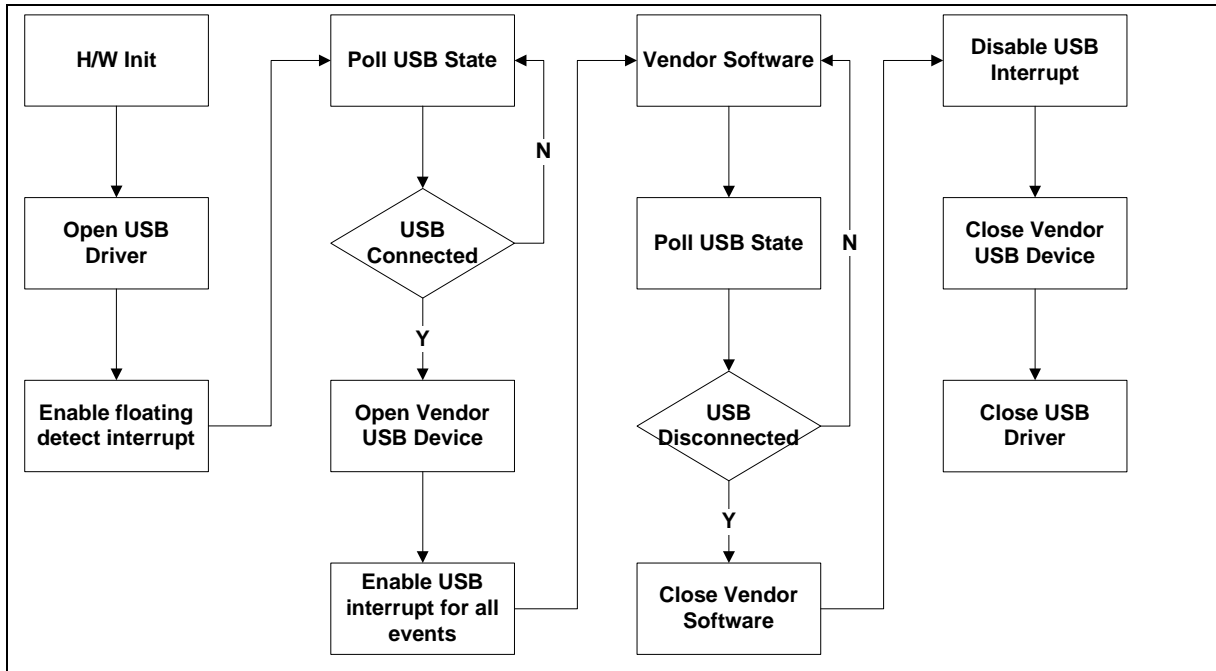 H/W Init
Open USB
Driver
Enable floating
detect interrupt
Poll USB State
N
USB
Connected
Y
Open Vendor
USB Device
Enable USB
interrupt for all
events
Vendor Software
Poll USB State
N
USB
Disconnected
Y
Close Vendor
Software
Disable USB
Interrupt
Close Vendor
USB Device
Close USB
Driver